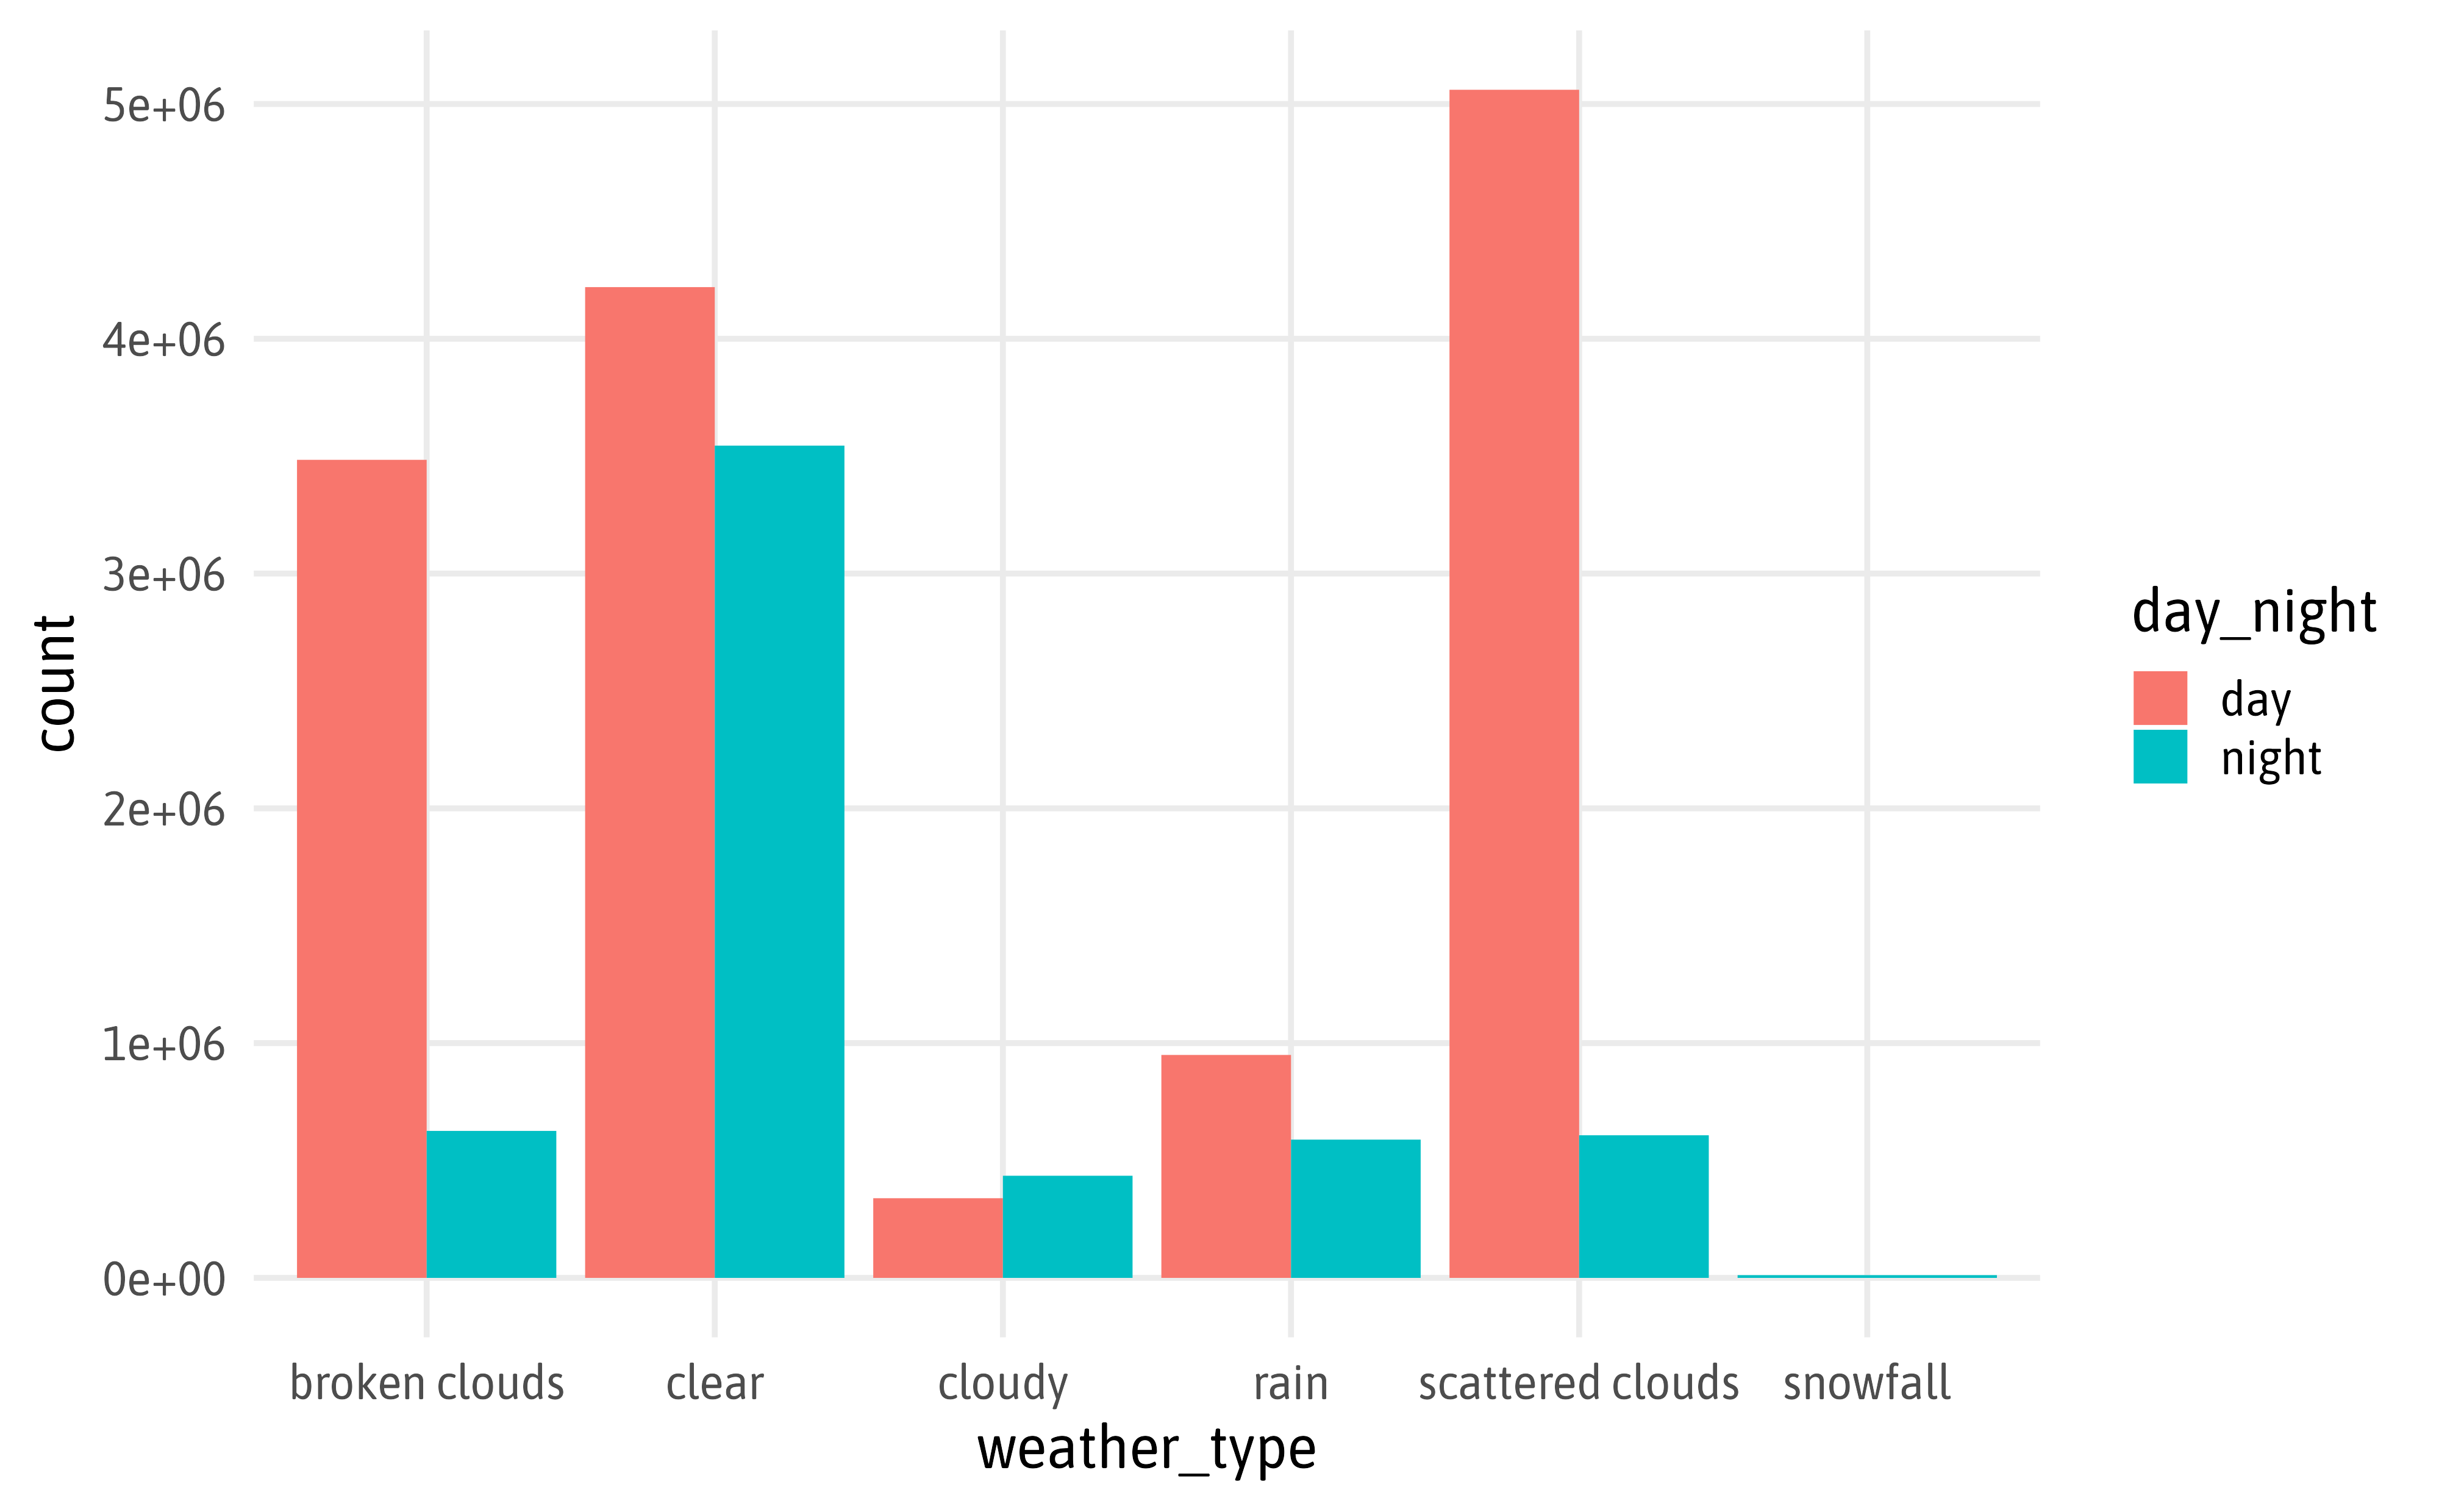 count
5e+06
4e+06
3e+06
2e+06
1e+06
0e+00
broken clouds clear cloudy rain scattered clouds snowfall
weather_type
day_night
day
night